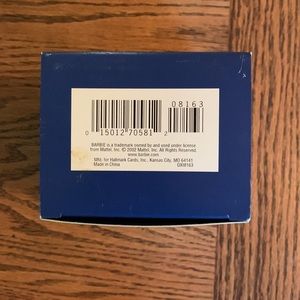 08163
0 15012 70581 2
BARBIE is a trademark owned by and used under license
from Mattel, Inc. © 2002 Mattel, Inc. All Rights Reserved.
www.barbie.com
Mfd. for Hallmark Cards, Inc., Kansas City, MO 64141
Made in China QXI8163